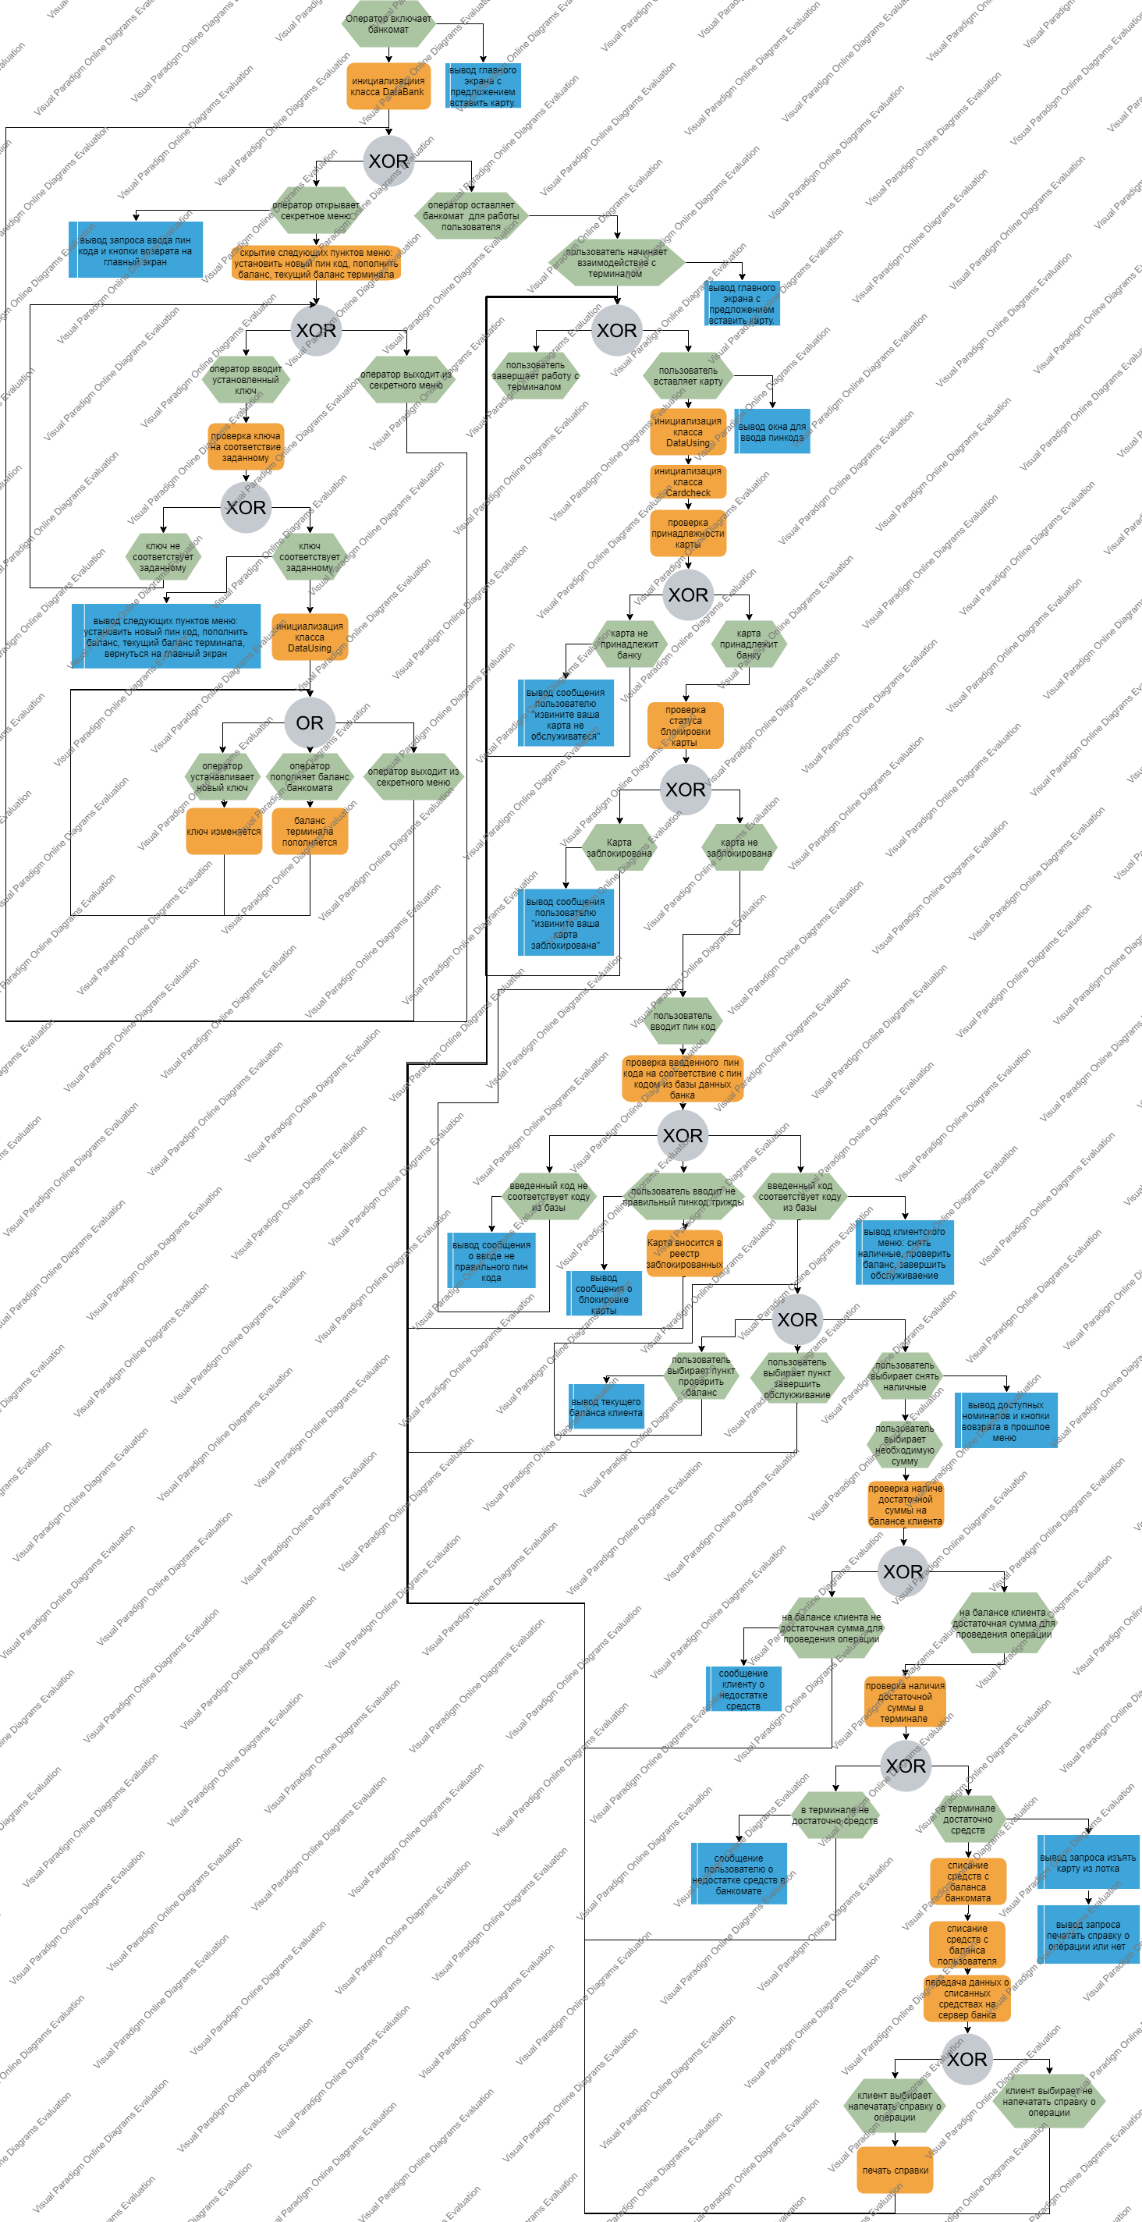 Оператор включает
банкомат
инициализациия
класса DataBank
вывод главного
экрана с
предложением
вставить карту.
XOR
оператор открывает
секретное меню
оператор оставляет
банкомат для работы
пользователя
вывод запроса ввода пин
кода и кнопки возврата на
главный экран
скрытие следующих пунктов меню:
установить новый пин код, пополнить
баланс, текущий баланс терминала
пользователь начинает
взаимодействие с
терминалом
вывод главного
экрана с
предложением
вставить карту.
XOR
XOR
оператор вводит
установленный
ключ
оператор выходит из
секретного меню
пользователь
завершает работу с
терминалом
пользователь
вставляет карту
проверка ключа
на соответствие
заданному
инициализация
класса
DataUsing
вывод окна для
ввода пинкода
инициализация
класса
Cardcheck
XOR
проверка
принадлежности
карты
ключ не
соответствует
заданному
ключ
соответствует
заданному
XOR
вывод следующих пунктов меню:
установить новый пин код, пополнить
баланс, текущий баланс терминала,
вернуться на главный экран
инициализация
класса
DataUsing
карта не
принадлежит
банку
карта
принадлежит
банку
вывод сообщения
пользователю
"извините ваша
карта не
обслуживатеся"
проверка
статуса
блокировки
карты
OR
оператор
устанавливает
новый ключ
оператор
пополняет баланс
банкомата
оператор выходит из
секретного меню
XOR
ключ изменяется
баланс
терминала
пополняется
Карта
заблокирована
карта не
заблокирована
вывод сообщения
пользователю
"извините ваша
карта
заблокирована"
пользователь
вводит пин код
проверка введенного пин
кода на соответствие с пин
кодом из базы данных
банка
XOR
введенный код не
соответствует коду
из базы
пользователь вводит не
правильный пинкод трижды
введенный код
соответствует коду
из базы
вывод сообщения
о вводе не
правильного пин
кода
Карта вносится в
реестр
заблокированных
вывод
сообщения о
блокировке
карты
вывод клиентского
меню: снять
наличные, проверить
баланс, завершить
обслуживаение
XOR
пользователь
выбирает пункт
проверить
баланс
пользователь
выбирает пункт
завершить
обслукживание
пользователь
выбирает снять
наличные
вывод текущего
баланса клиента
вывод доступных
номиналов и кнопки
вовзрата в прошлое
меню
пользователь
выбирает
необходимую
сумму
проверка наличе
достаточной
суммы на
балансе клиента
XOR
на балансе клиента не
достаточная сумма для
проведения операции
на балансе клиента
достаточная сумма для
проведения операции
сообщение
клиенту о
недостатке
средств
проверка наличия
достаточной
суммы в
терминале
XOR
в терминале не
достаточно средств
в терминале
достаточно
средств
сообщение
пользователю о
недостатке средств в
банкомате
списание
средств с
баланса
банкомата
вывод запроса изъять
карту из лотка
списание
средств с
баланса
пользователя
вывод запроса
печатать справку о
операции или нет
передача данных о
списанных
средствах на
сервер банка
XOR
клиент выбирает
напечатать справку о
операции
клиент выбирает не
напечатать справку о
операции
печать справки
Visual Paradigm Online Diagrams Evaluation